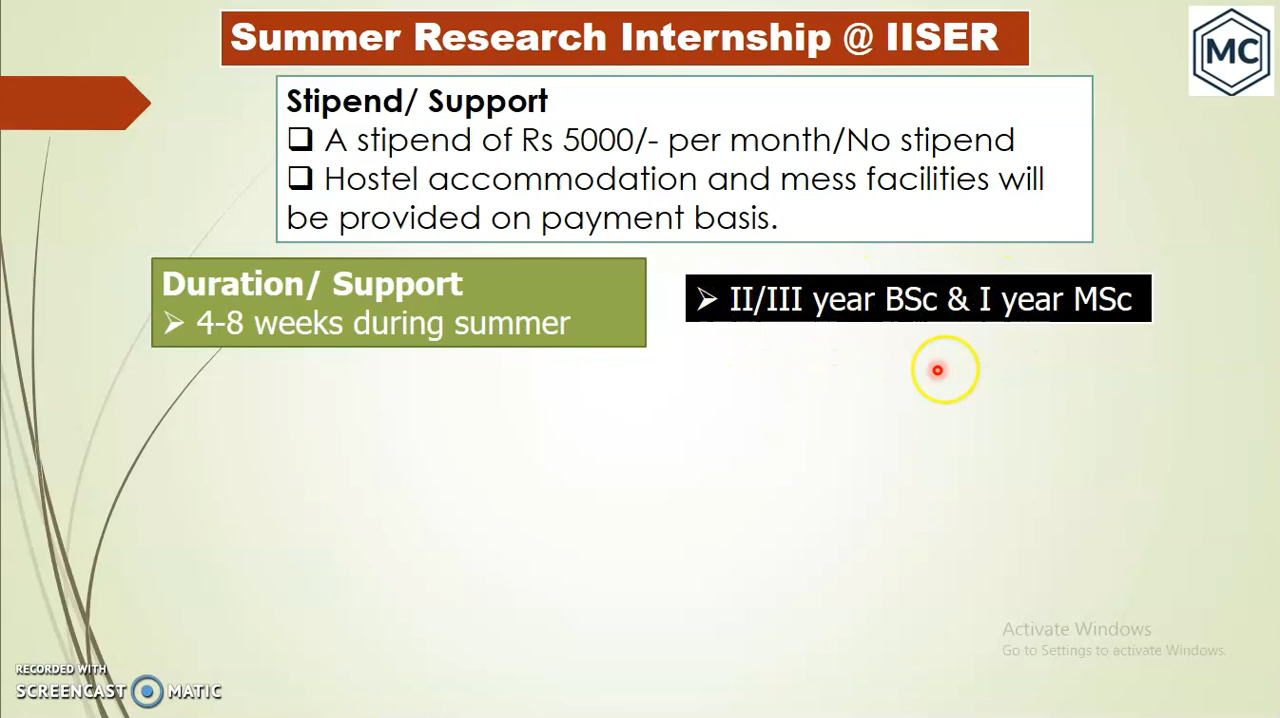 Summer Research Internship @ IISER
MC
Stipend/ Support
❑ A stipend of Rs 5000/- per month/No stipend
❑ Hostel accommodation and mess facilities will
be provided on payment basis.
Duration/ Support
➢ 4-8 weeks during summer
➢ II/III year BSc & I year MSc
Activate Windows
Go to Settings to activate Windows.
RECORDED WITH
SCREENCAST MATIC